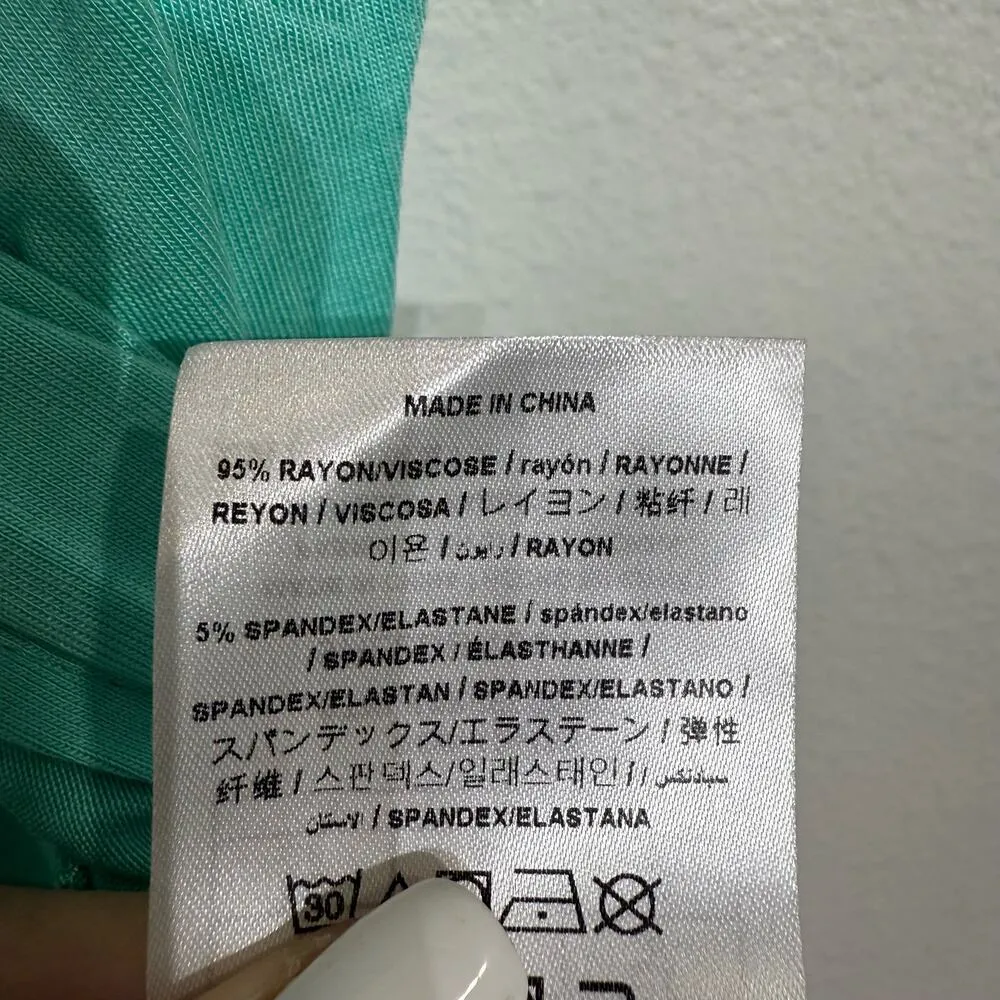 MADE IN CHINA
95% RAYON/VISCOSE / rayón / RAYONNE /
REYON / VISCOSA / レイヨン / 粘纤 / 레
이온 / رايون / RAYON
5% SPANDEX/ELASTANE / spándex/elastano
/ SPANDEX / ÉLASTHANNE /
SPANDEX/ELASTAN / SPANDEX/ELASTANO /
スパンデックス/エラステーン / 弹性
纤维 / 스판덱스/일래스태인 / / سباندكس
/ SPANDEX/ELASTANA
30